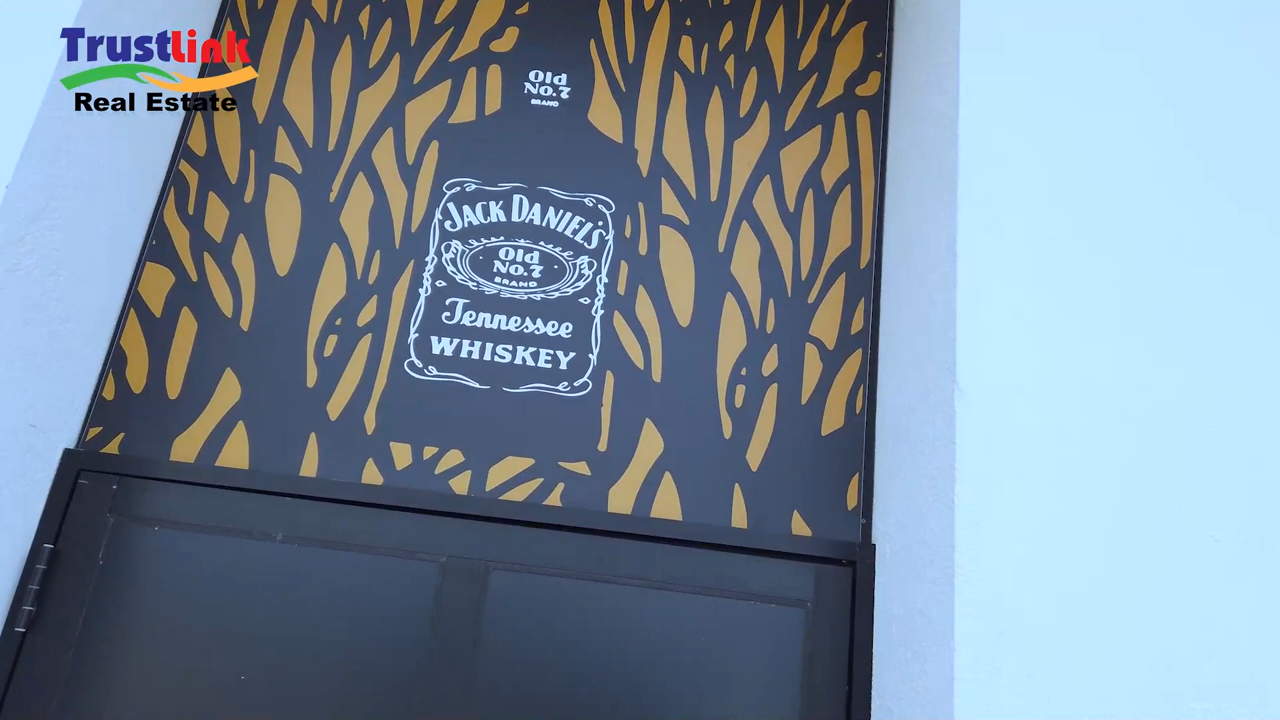 Trustlink
Real Estate
Old
No.7
BRAND
JACK DANIEL'S
Old
No.7
BRAND
Tennessee
WHISKEY